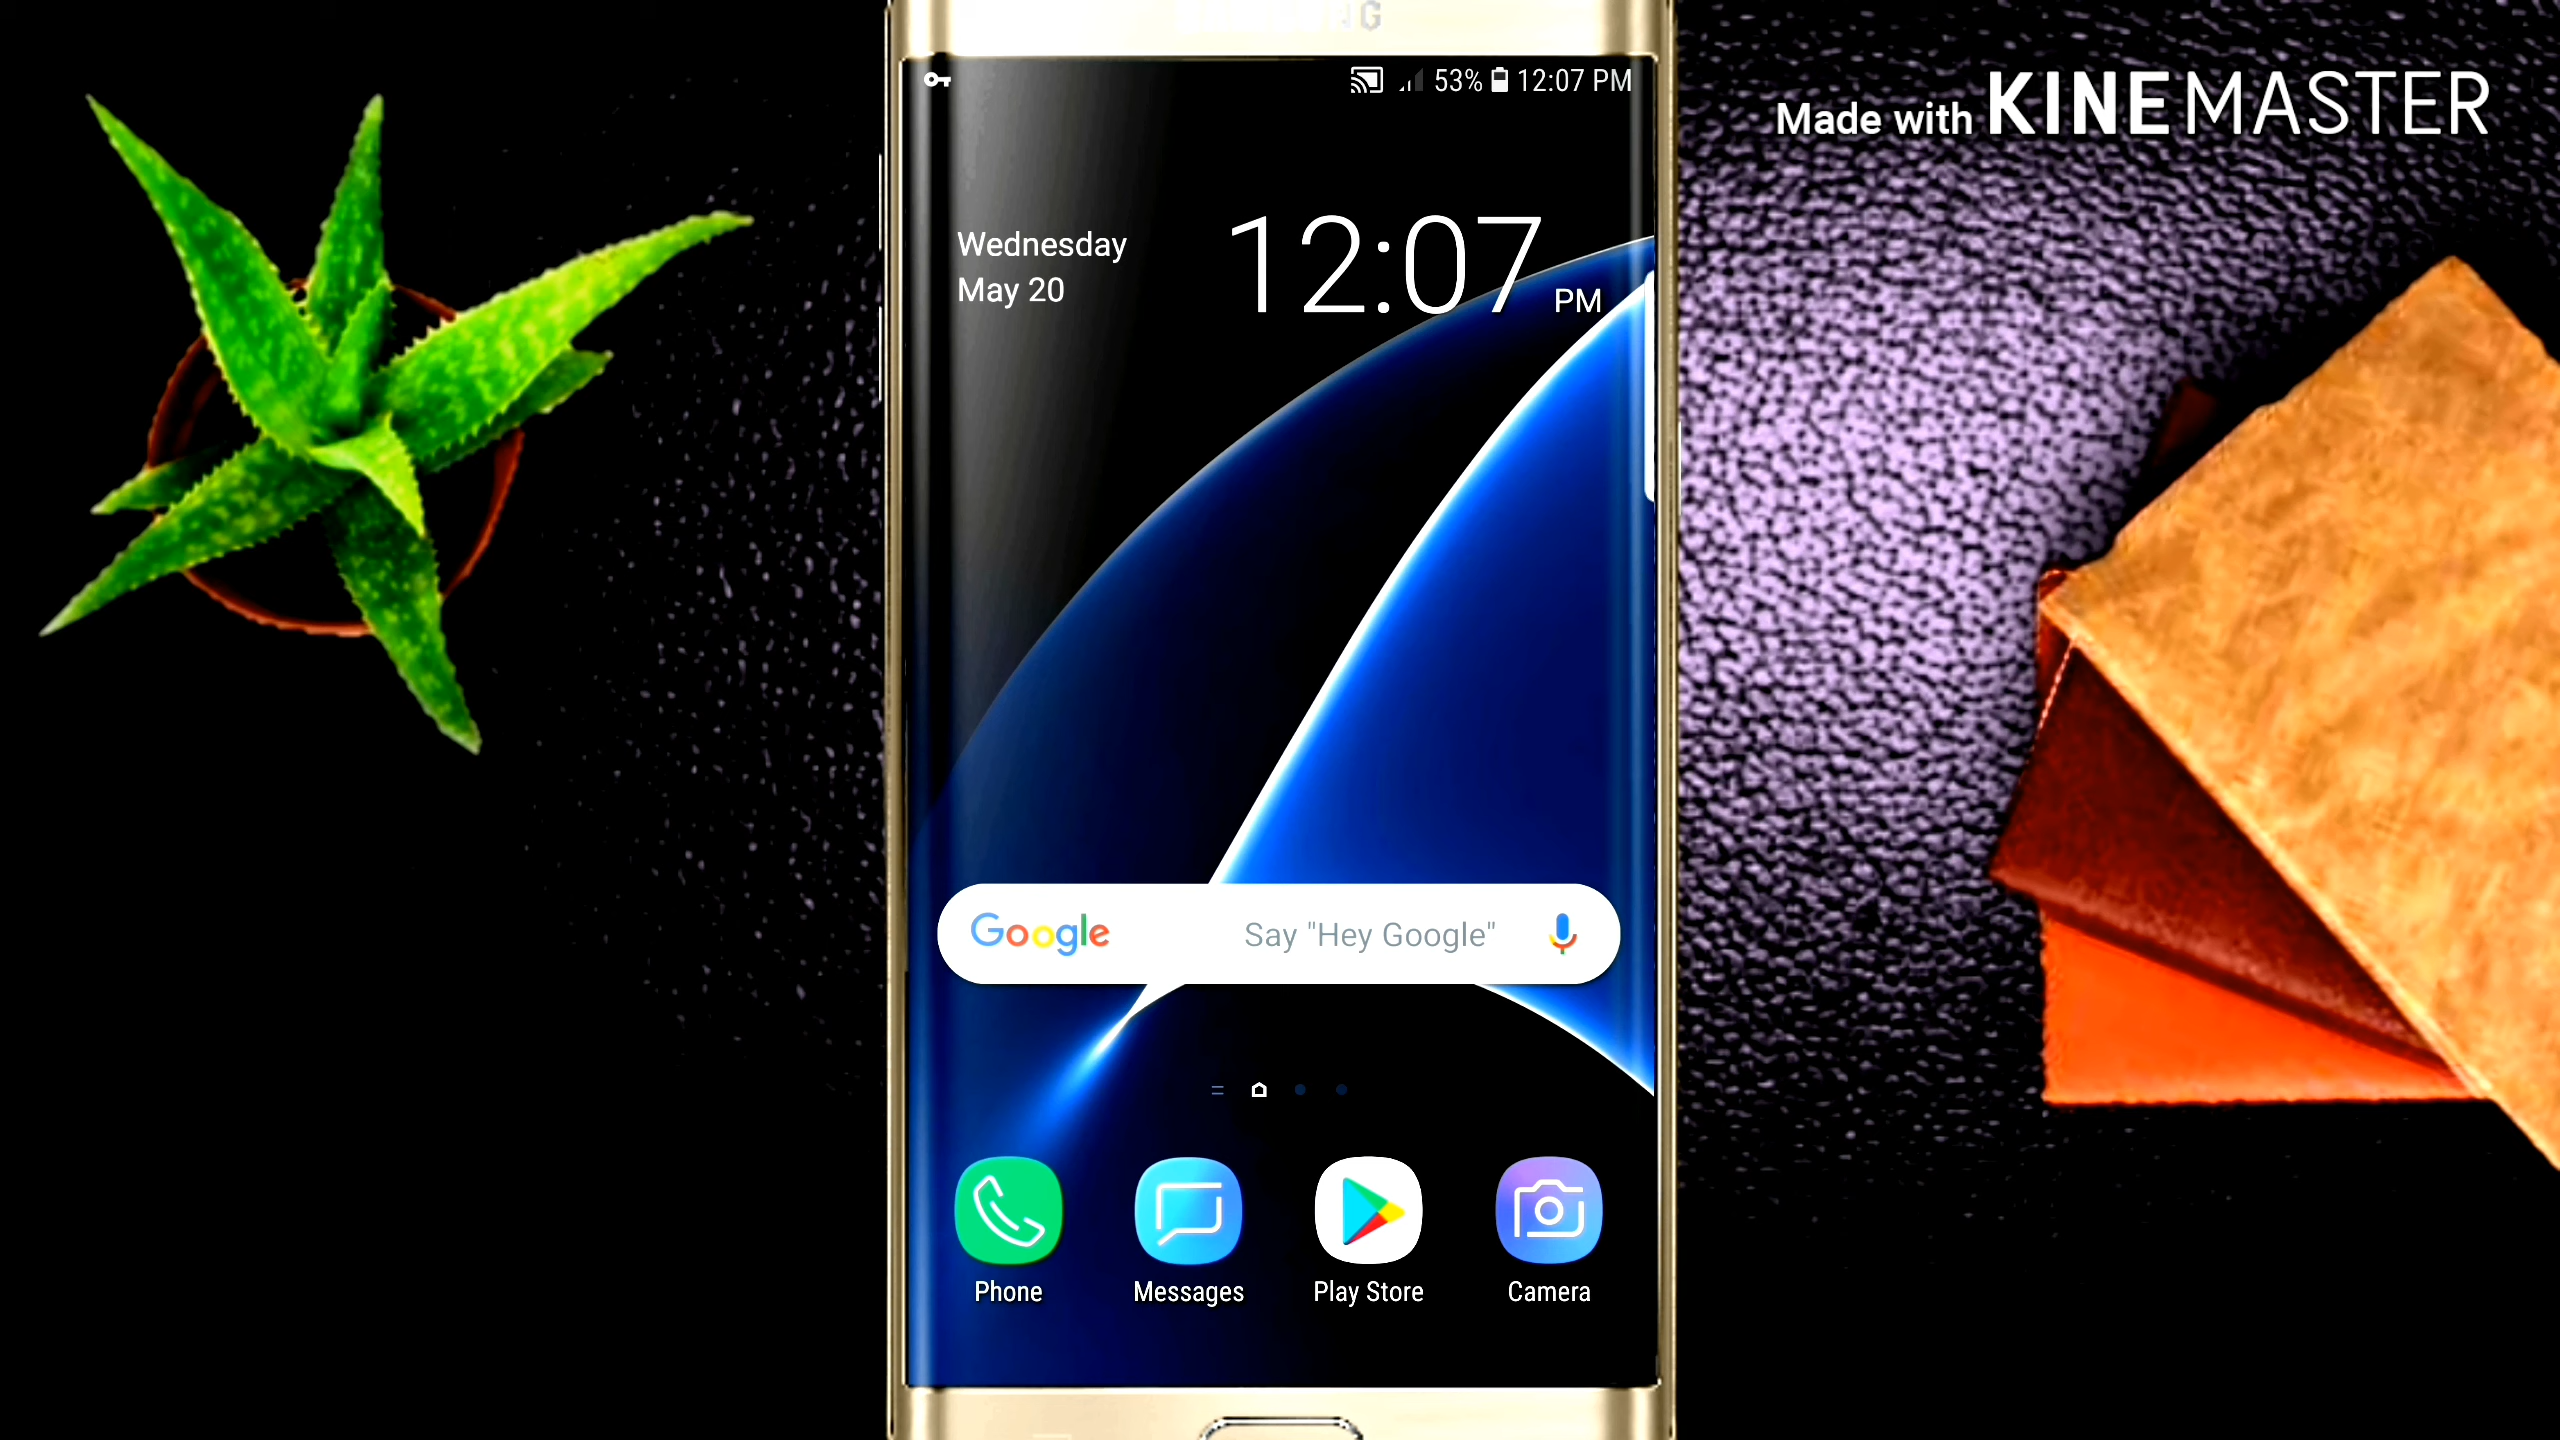 53% 12:07 PM
Made with KINEMASTER
Wednesday
May 20
12:07 PM
Google Say "Hey Google"
Phone Messages Play Store Camera